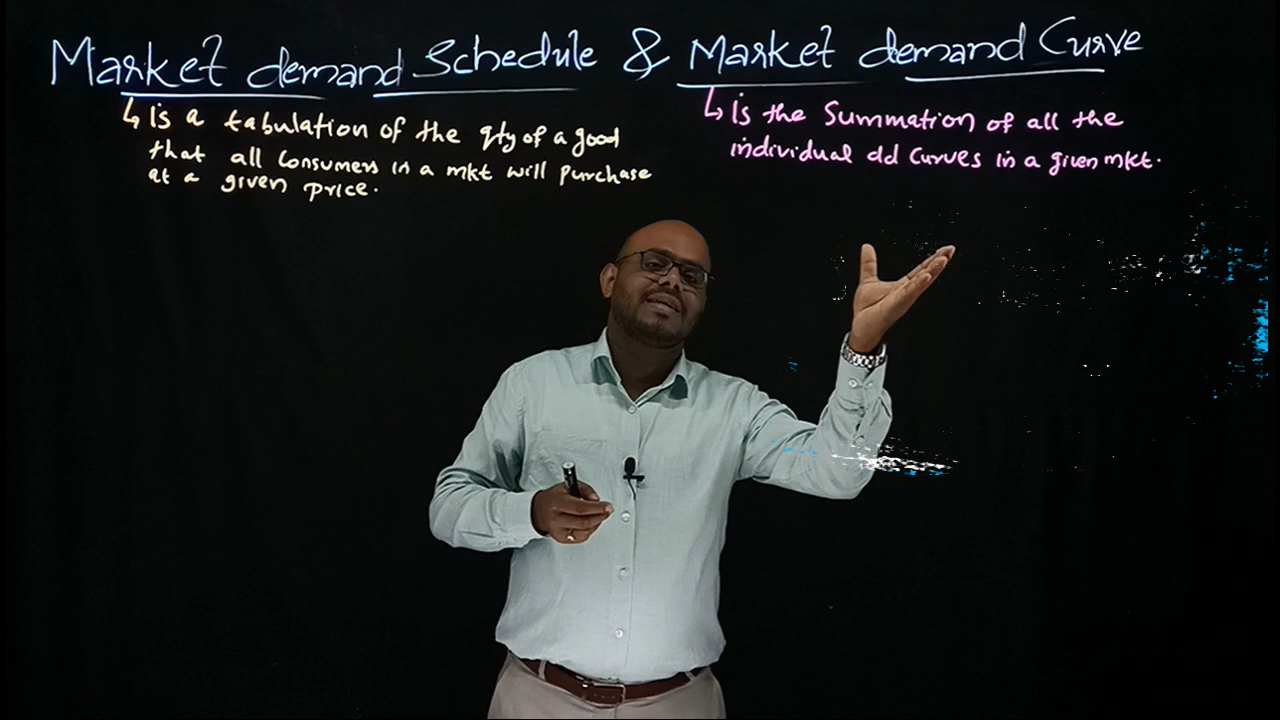 Market demand Schedule & Market demand Curve
↳ is a tabulation of the qty of a good
that all Consumers in a mkt will purchase
at a given price.
↳ is the Summation of all the
individual dd Curves in a given mkt.